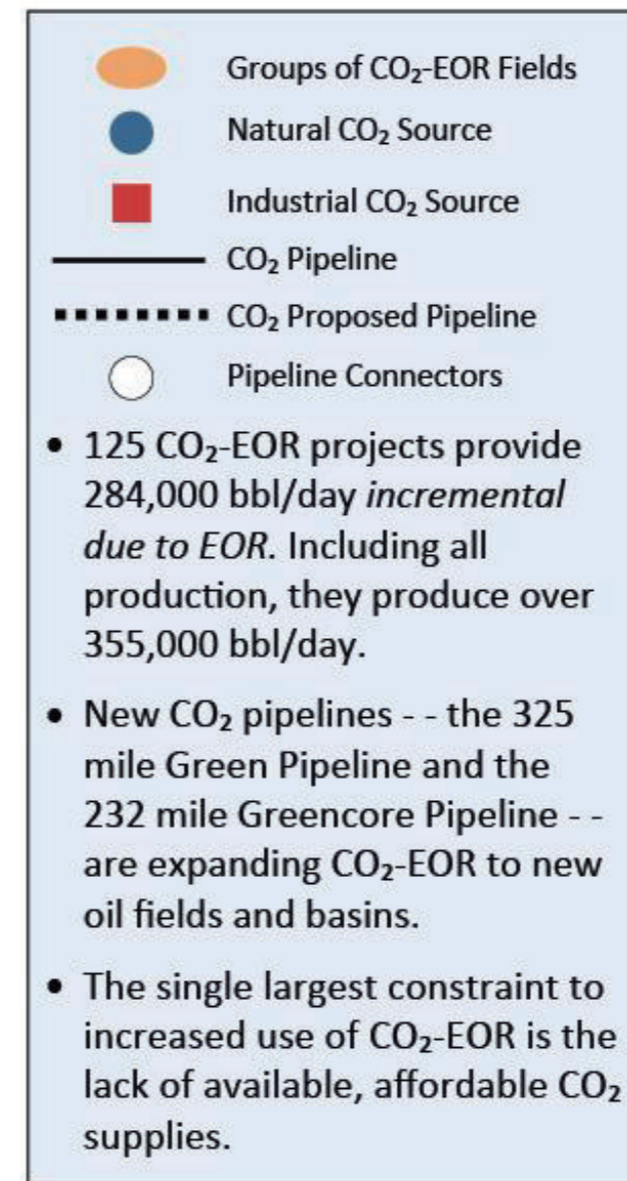 Groups of CO₂-EOR Fields
Natural CO₂ Source
Industrial CO₂ Source
CO₂ Pipeline
CO₂ Proposed Pipeline
Pipeline Connectors
• 125 CO₂-EOR projects provide
284,000 bbl/day incremental
due to EOR. Including all
production, they produce over
355,000 bbl/day.
• New CO₂ pipelines - - the 325
mile Green Pipeline and the
232 mile Greencore Pipeline - -
are expanding CO₂-EOR to new
oil fields and basins.
• The single largest constraint to
increased use of CO₂-EOR is the
lack of available, affordable CO₂
supplies.